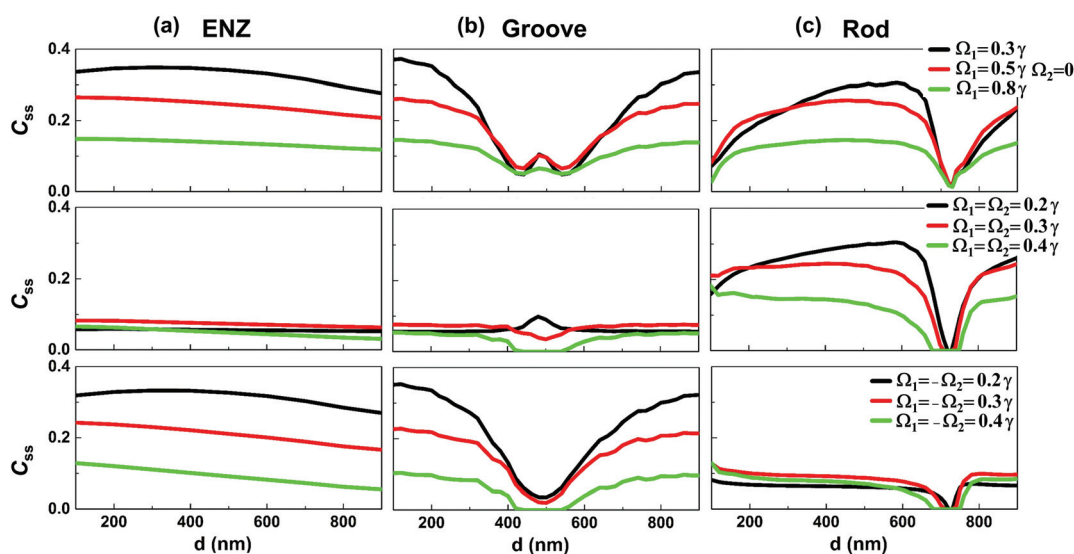 (a) ENZ
(b) Groove
(c) Rod
C_ss
0.4
0.2
0.0
Ω₁=0.3γ
Ω₁=0.5γ Ω₂=0
Ω₁=0.8γ
C_ss
0.4
0.2
0.0
Ω₁=Ω₂=0.2γ
Ω₁=Ω₂=0.3γ
Ω₁=Ω₂=0.4γ
C_ss
0.4
0.2
0.0
Ω₁=−Ω₂=0.2γ
Ω₁=−Ω₂=0.3γ
Ω₁=−Ω₂=0.4γ
200 400 600 800
200 400 600 800
200 400 600 800
d (nm)
d (nm)
d (nm)